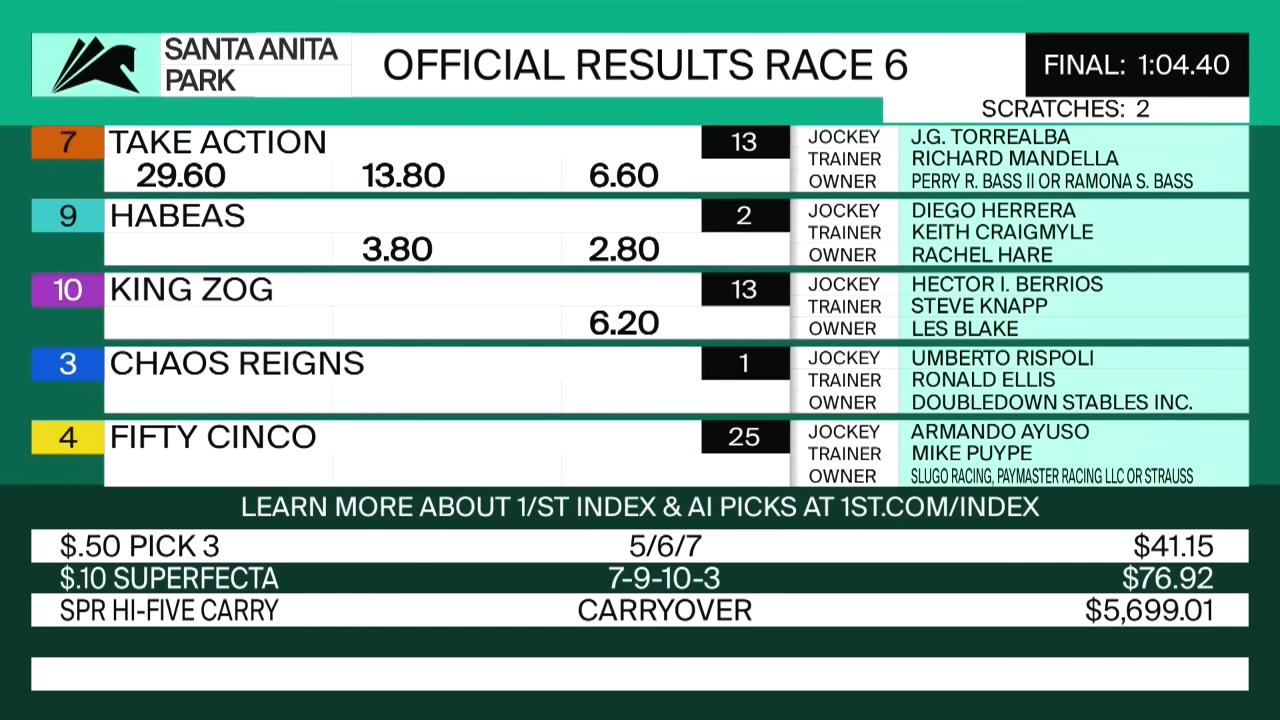 SANTA ANITA
PARK
OFFICIAL RESULTS RACE 6
FINAL: 1:04.40
SCRATCHES: 2
7 TAKE ACTION 13
29.60 13.80 6.60
JOCKEY J.G. TORREALBA
TRAINER RICHARD MANDELLA
OWNER PERRY R. BASS II OR RAMONA S. BASS
9 HABEAS 2
3.80 2.80
JOCKEY DIEGO HERRERA
TRAINER KEITH CRAIGMYLE
OWNER RACHEL HARE
10 KING ZOG 13
6.20
JOCKEY HECTOR I. BERRIOS
TRAINER STEVE KNAPP
OWNER LES BLAKE
3 CHAOS REIGNS 1
JOCKEY UMBERTO RISPOLI
TRAINER RONALD ELLIS
OWNER DOUBLEDOWN STABLES INC.
4 FIFTY CINCO 25
JOCKEY ARMANDO AYUSO
TRAINER MIKE PUYPE
OWNER SLUGO RACING, PAYMASTER RACING LLC OR STRAUSS
LEARN MORE ABOUT 1/ST INDEX & AI PICKS AT 1ST.COM/INDEX
$.50 PICK 3 5/6/7 $41.15
$.10 SUPERFECTA 7-9-10-3 $76.92
SPR HI-FIVE CARRY CARRYOVER $5,699.01